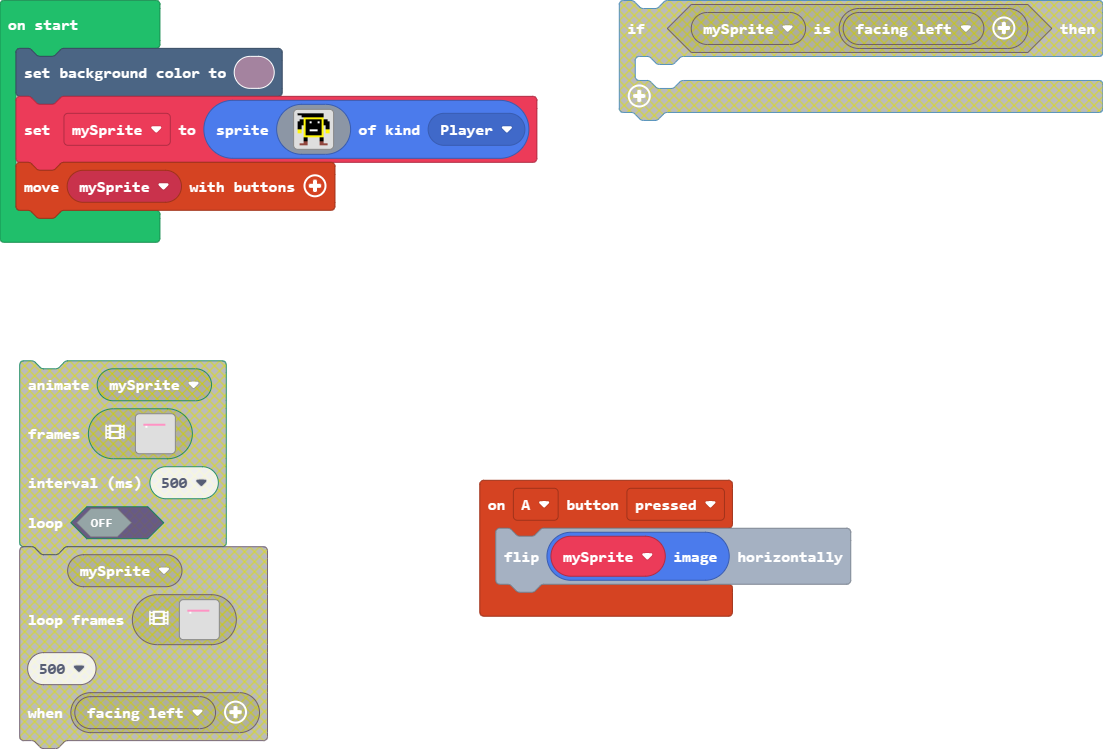 on start
set background color to
set mySprite to sprite of kind Player
move mySprite with buttons
if mySprite is facing left then
animate mySprite
frames
interval (ms) 500
loop OFF
mySprite
loop frames
500
when facing left
on A button pressed
flip mySprite image horizontally